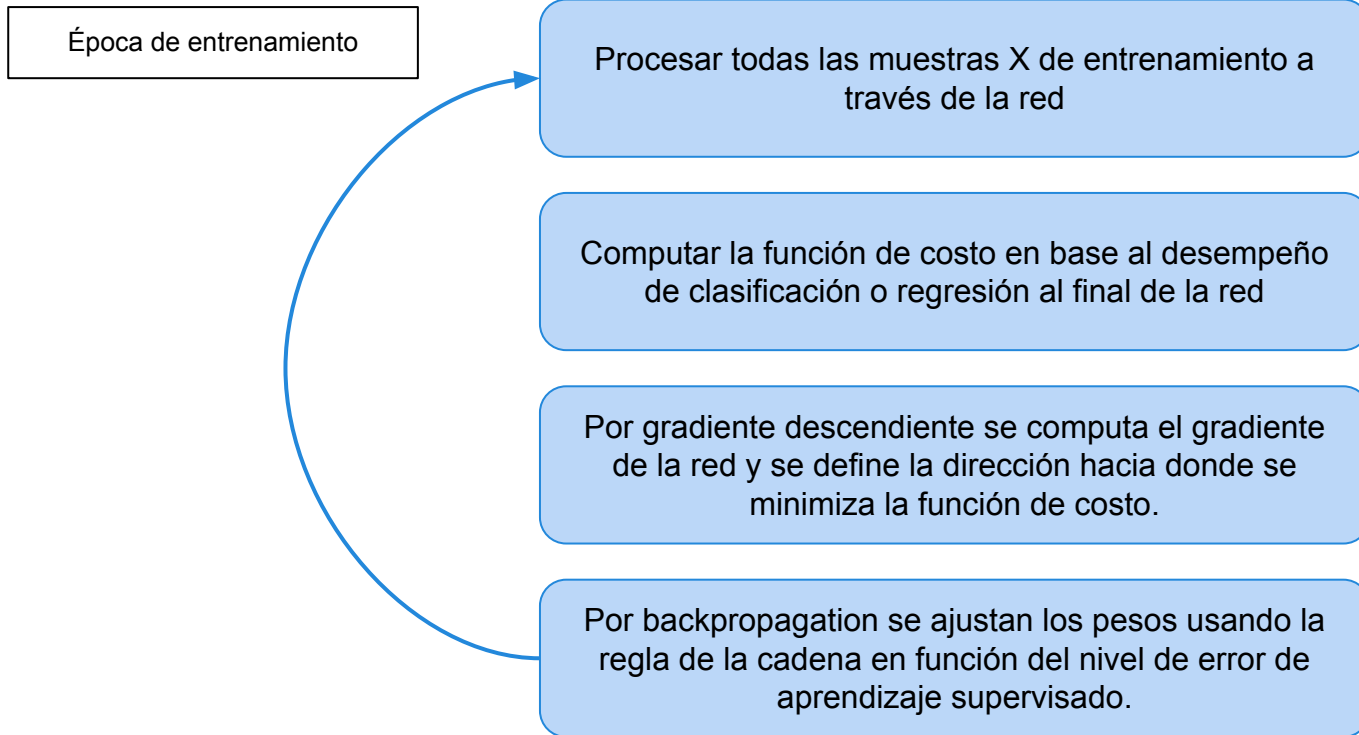 Época de entrenamiento
Procesar todas las muestras X de entrenamiento a
través de la red
Computar la función de costo en base al desempeño
de clasificación o regresión al final de la red
Por gradiente descendiente se computa el gradiente
de la red y se define la dirección hacia donde se
minimiza la función de costo.
Por backpropagation se ajustan los pesos usando la
regla de la cadena en función del nivel de error de
aprendizaje supervisado.